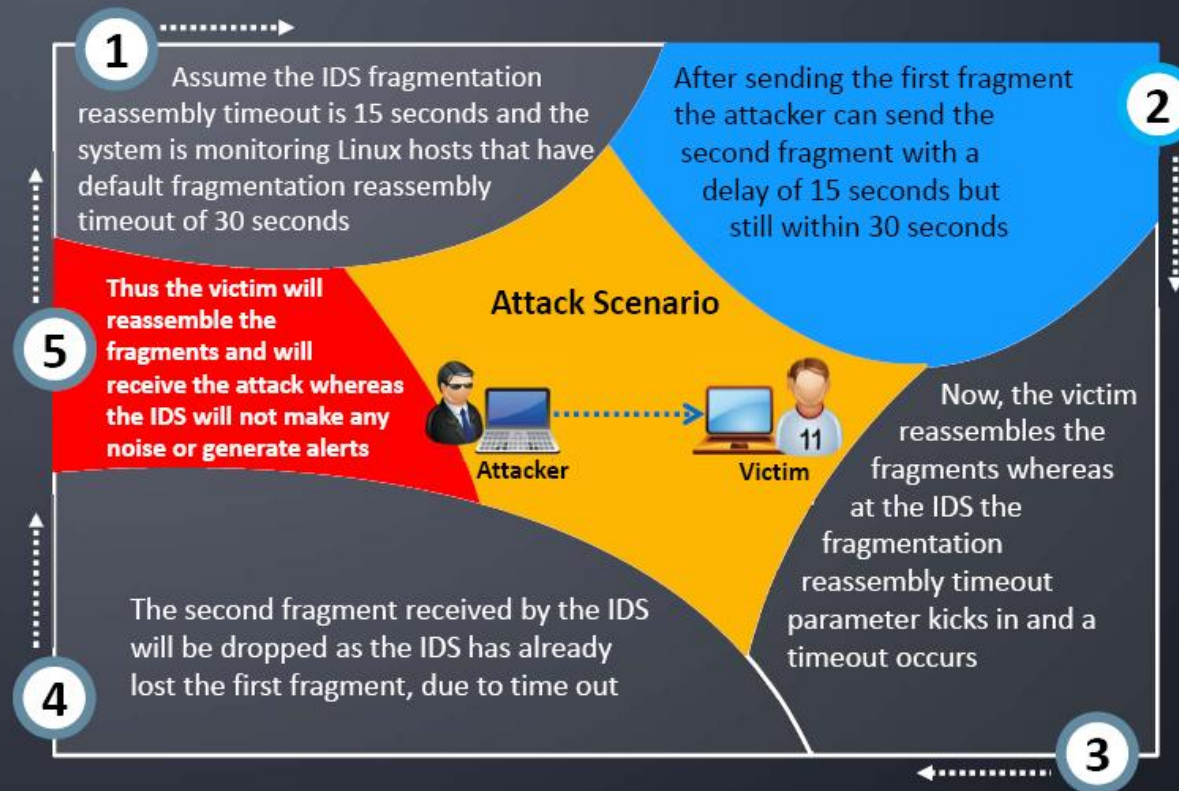 1
Assume the IDS fragmentation
reassembly timeout is 15 seconds and the
system is monitoring Linux hosts that have
default fragmentation reassembly
timeout of 30 seconds
2
After sending the first fragment
the attacker can send the
second fragment with a
delay of 15 seconds but
still within 30 seconds
Attack Scenario
11
Attacker
Victim
3
Now, the victim
reassembles the
fragments whereas
at the IDS the
fragmentation
reassembly timeout
parameter kicks in and a
timeout occurs
4
The second fragment received by the IDS
will be dropped as the IDS has already
lost the first fragment, due to time out
5
Thus the victim will
reassemble the
fragments and will
receive the attack whereas
the IDS will not make any
noise or generate alerts